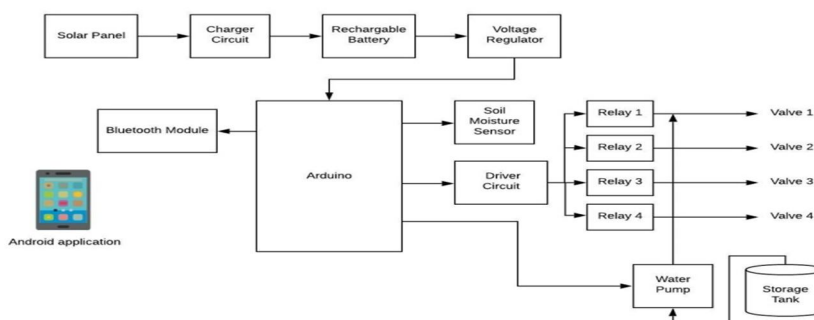 Solar Panel
Charger
Circuit
Rechargable
Battery
Voltage
Regulator
Bluetooth Module
Arduino
Soil
Moisture
Sensor
Driver
Circuit
Relay 1
Relay 2
Relay 3
Relay 4
Valve 1
Valve 2
Valve 3
Valve 4
Android application
Water
Pump
Storage
Tank